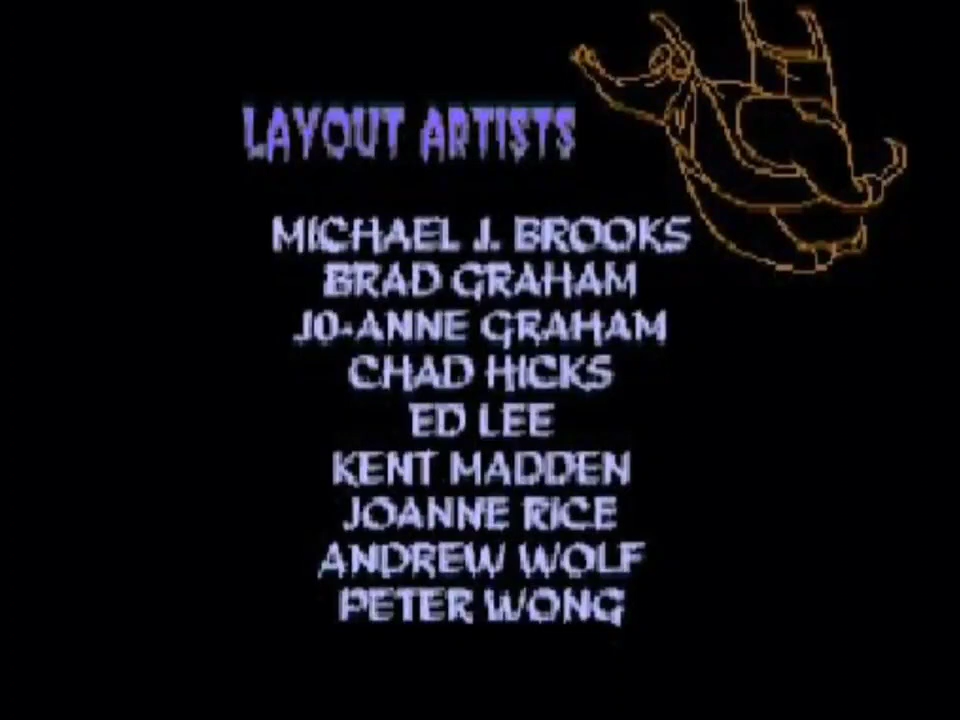 LAYOUT ARTISTS
MICHAEL J. BROOKS
BRAD GRAHAM
JO-ANNE GRAHAM
CHAD HICKS
ED LEE
KENT MADDEN
JOANNE RICE
ANDREW WOLF
PETER WONG